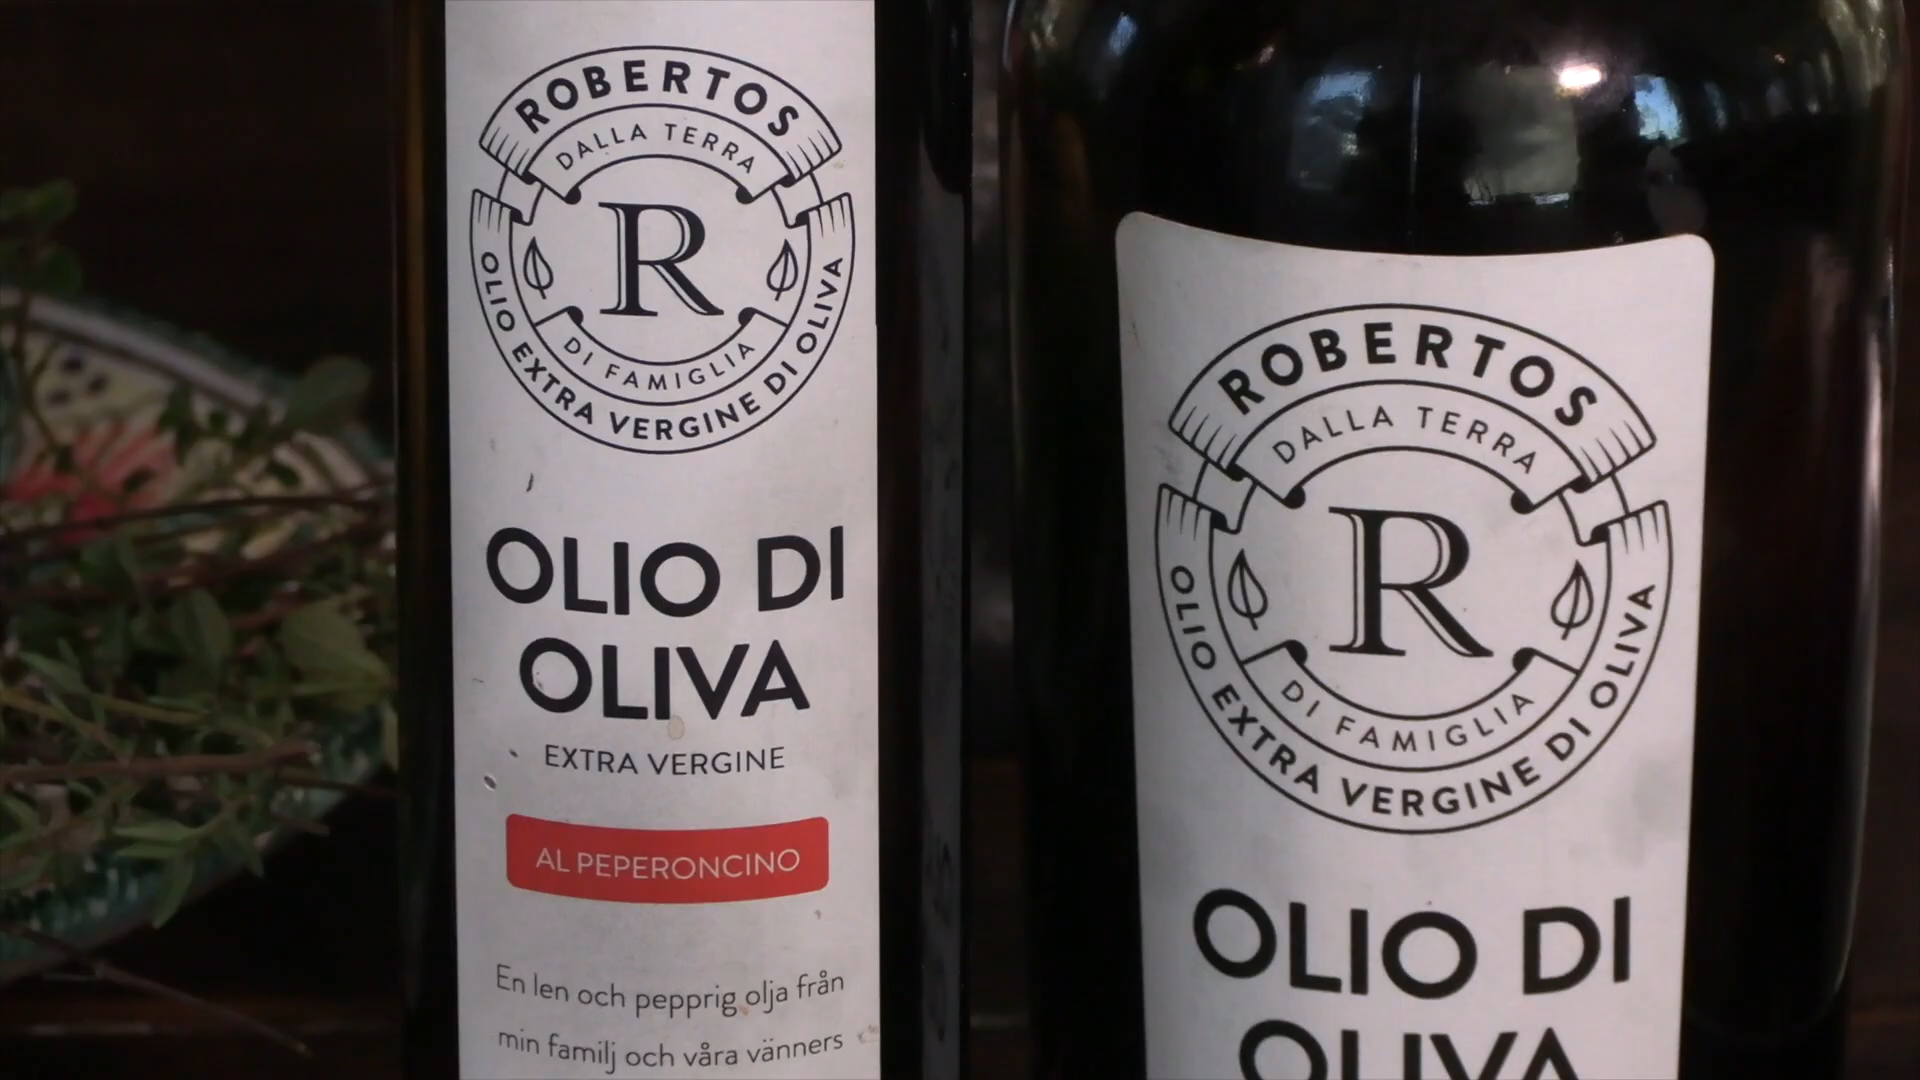 ROBERTOS
DALLA TERRA
R
DI FAMIGLIA
OLIO EXTRA VERGINE DI OLIVA
OLIO DI
OLIVA
EXTRA VERGINE
AL PEPERONCINO
En len och pepprig olja från
min familj och våra vänners
ROBERTOS
DALLA TERRA
R
DI FAMIGLIA
OLIO EXTRA VERGINE DI OLIVA
OLIO DI
OLIVA